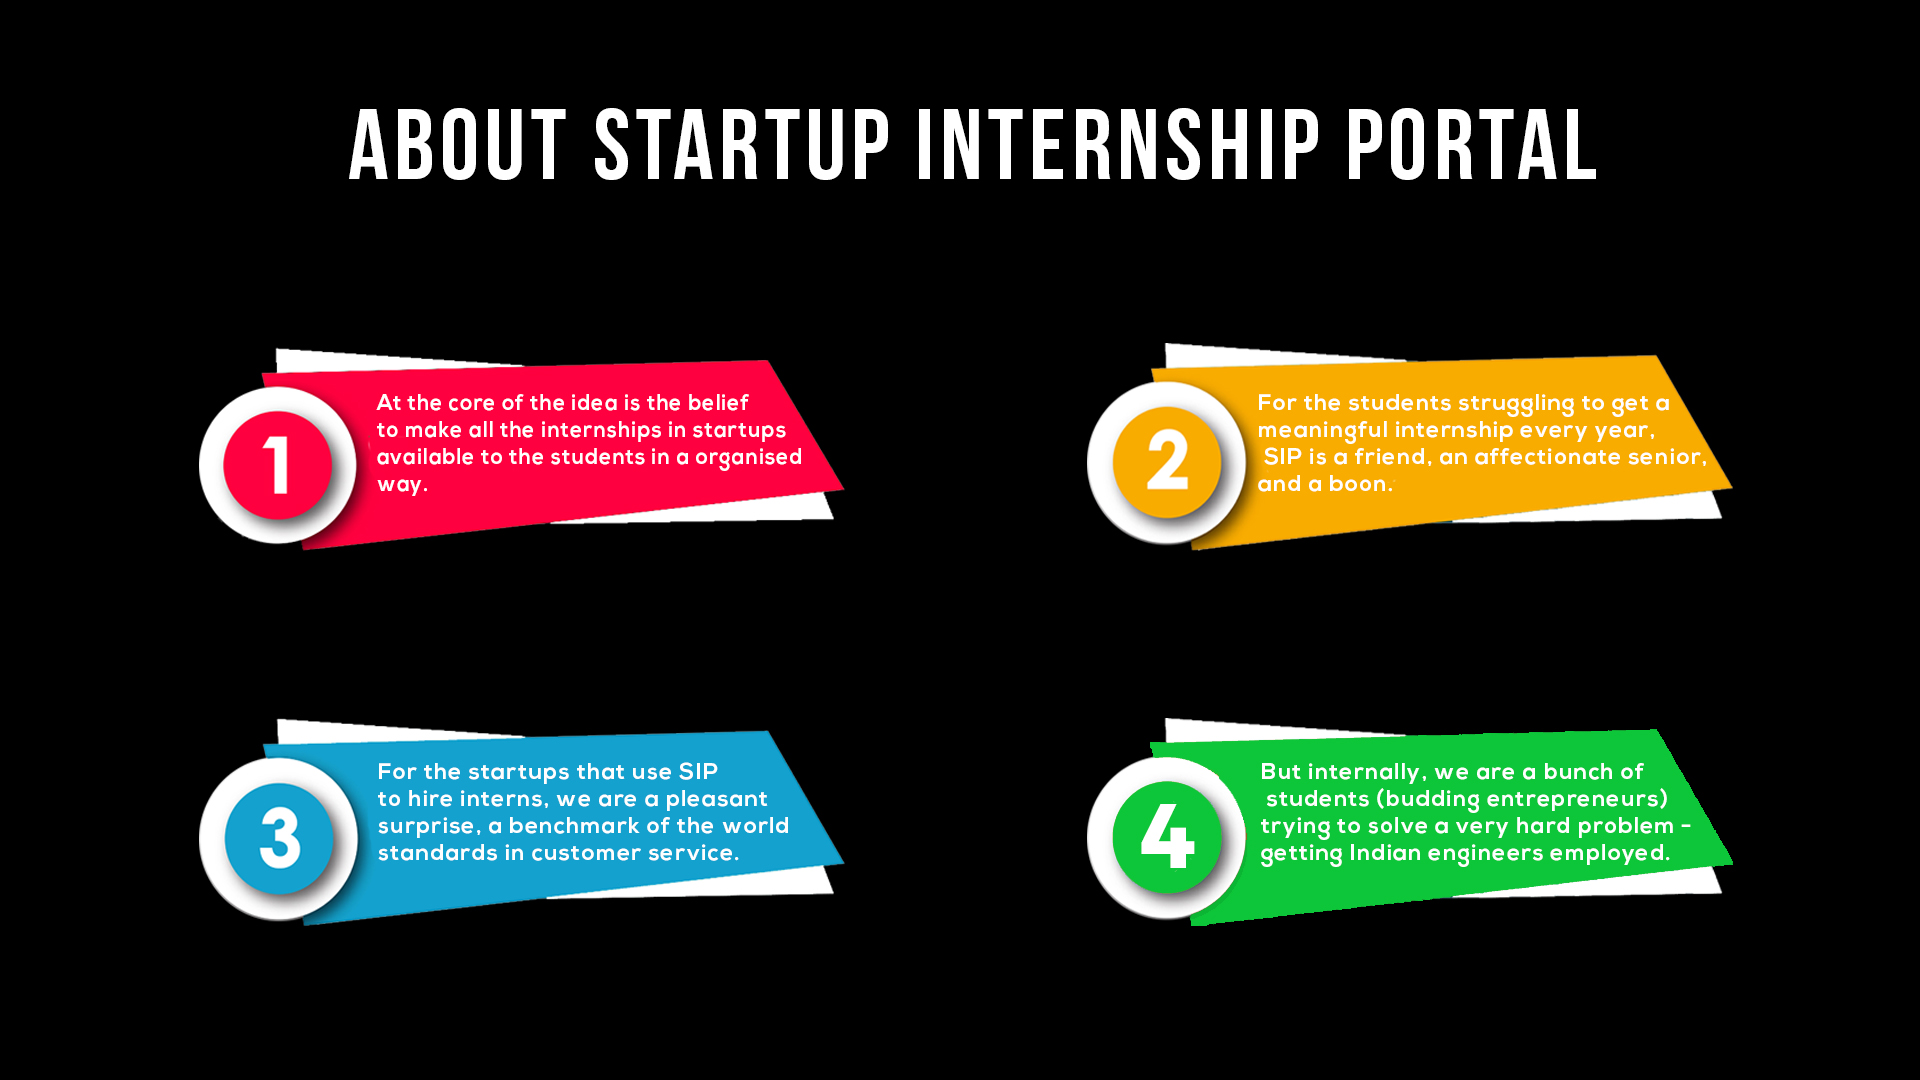 ABOUT STARTUP INTERNSHIP PORTAL
1
At the core of the idea is the belief
to make all the internships in startups
available to the students in a organised
way.
2
For the students struggling to get a
meaningful internship every year,
SIP is a friend, an affectionate senior,
and a boon.
3
For the startups that use SIP
to hire interns, we are a pleasant
surprise, a benchmark of the world
standards in customer service.
4
But internally, we are a bunch of
students (budding entrepreneurs)
trying to solve a very hard problem -
getting Indian engineers employed.